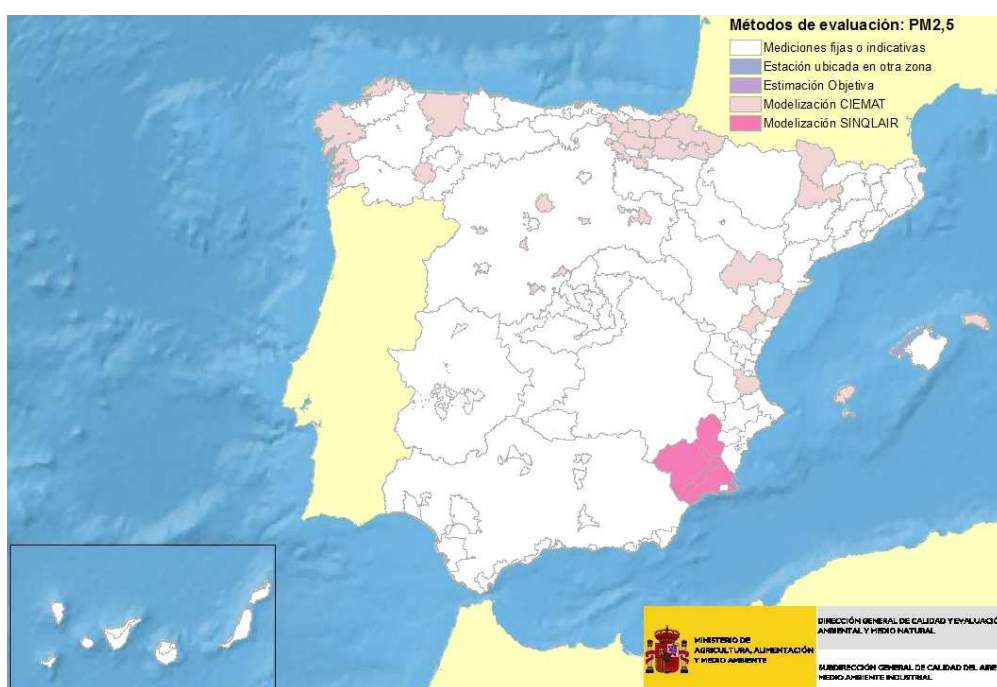 Métodos de evaluación: PM2,5
Mediciones fijas o indicativas
Estación ubicada en otra zona
Estimación Objetiva
Modelización CIEMAT
Modelización SINQLAIR
MINISTERIO DE
AGRICULTURA, ALIMENTACIÓN
Y MEDIO AMBIENTE
DIRECCIÓN GENERAL DE CALIDAD Y EVALUACIÓ
AMBIENTAL Y MEDIO NATURAL
SUBDIRECCIÓN GENERAL DE CALIDAD DEL AIRE
MEDIO AMBIENTE INDUSTRIAL